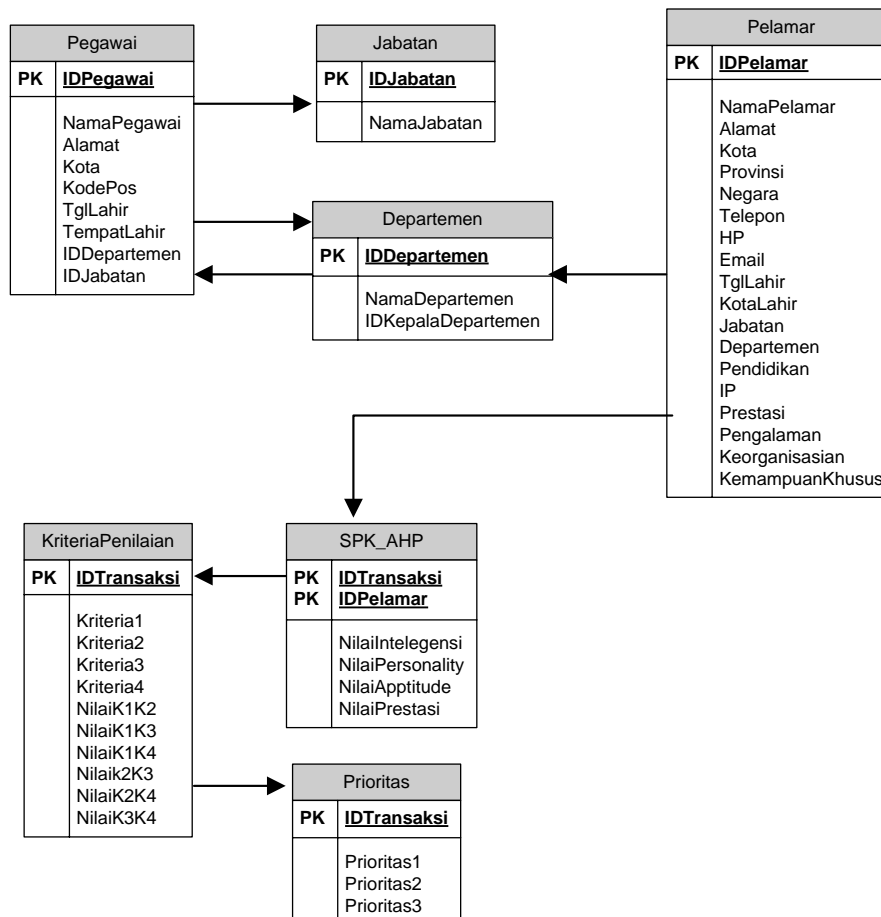 Pegawai
PK IDPegawai
NamaPegawai
Alamat
Kota
KodePos
TglLahir
TempatLahir
IDDepartemen
IDJabatan
Jabatan
PK IDJabatan
NamaJabatan
Departemen
PK IDDepartemen
NamaDepartemen
IDKepalaDepartemen
Pelamar
PK IDPelamar
NamaPelamar
Alamat
Kota
Provinsi
Negara
Telepon
HP
Email
TglLahir
KotaLahir
Jabatan
Departemen
Pendidikan
IP
Prestasi
Pengalaman
Keorganisasian
KemampuanKhusus
KriteriaPenilaian
PK IDTransaksi
Kriteria1
Kriteria2
Kriteria3
Kriteria4
NilaiK1K2
NilaiK1K3
NilaiK1K4
Nilaik2K3
NilaiK2K4
NilaiK3K4
SPK_AHP
PK IDTransaksi
PK IDPelamar
NilaiIntelegensi
NilaiPersonality
NilaiApptitude
NilaiPrestasi
Prioritas
PK IDTransaksi
Prioritas1
Prioritas2
Prioritas3